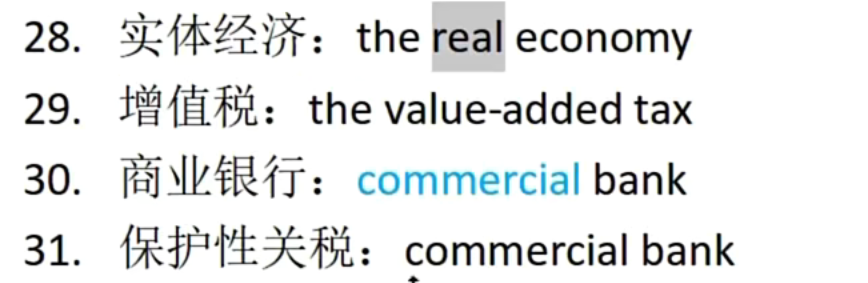 28. 实体经济：the real economy
29. 增值税：the value-added tax
30. 商业银行：commercial bank
31. 保护性关税：commercial bank